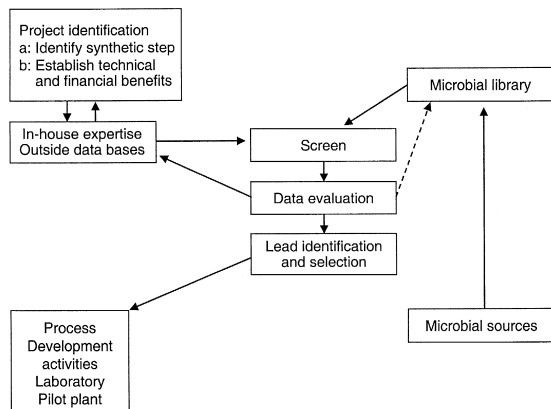 Project identification
a: Identify synthetic step
b: Establish technical
and financial benefits
Microbial library
In-house expertise
Outside data bases
Screen
Data evaluation
Lead identification
and selection
Process
Development
activities
Laboratory
Pilot plant
Microbial sources